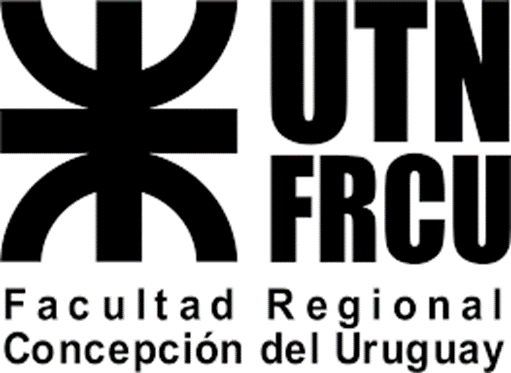 UTN
FRCU
Facultad Regional
Concepción del Uruguay